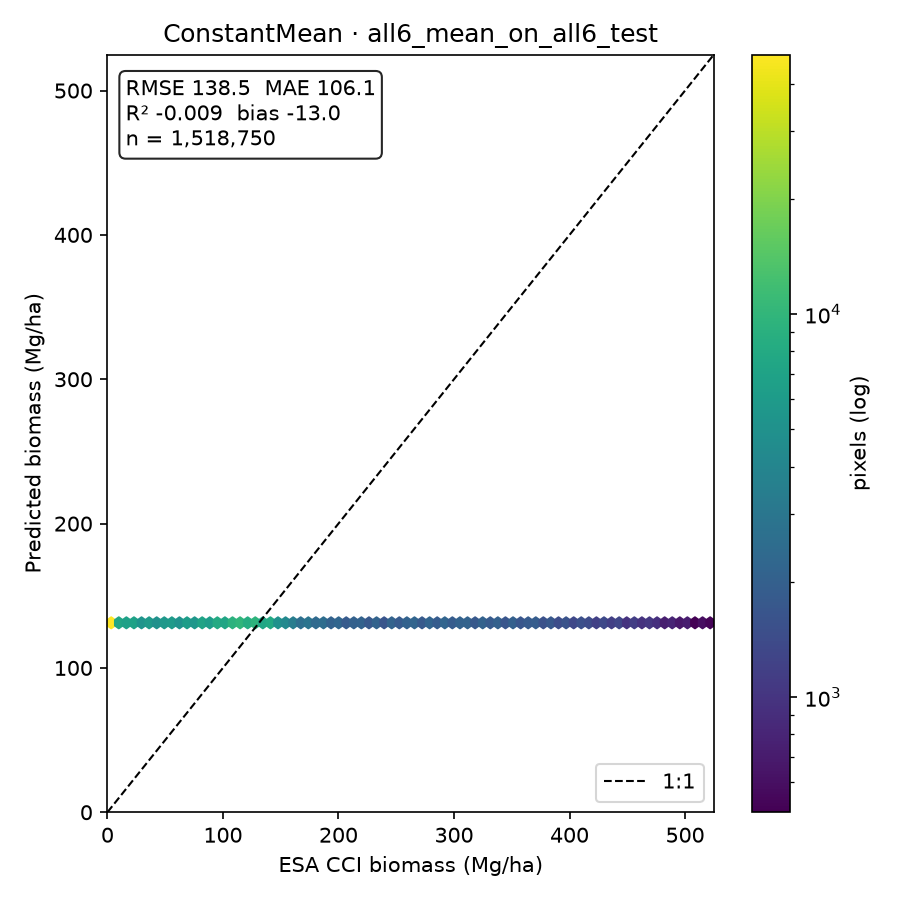 ConstantMean · all6_mean_on_all6_test
RMSE 138.5  MAE 106.1
R² -0.009  bias -13.0
n = 1,518,750
500
400
300
200
100
0
Predicted biomass (Mg/ha)
0 100 200 300 400 500
ESA CCI biomass (Mg/ha)
1:1
10⁴
10³
pixels (log)